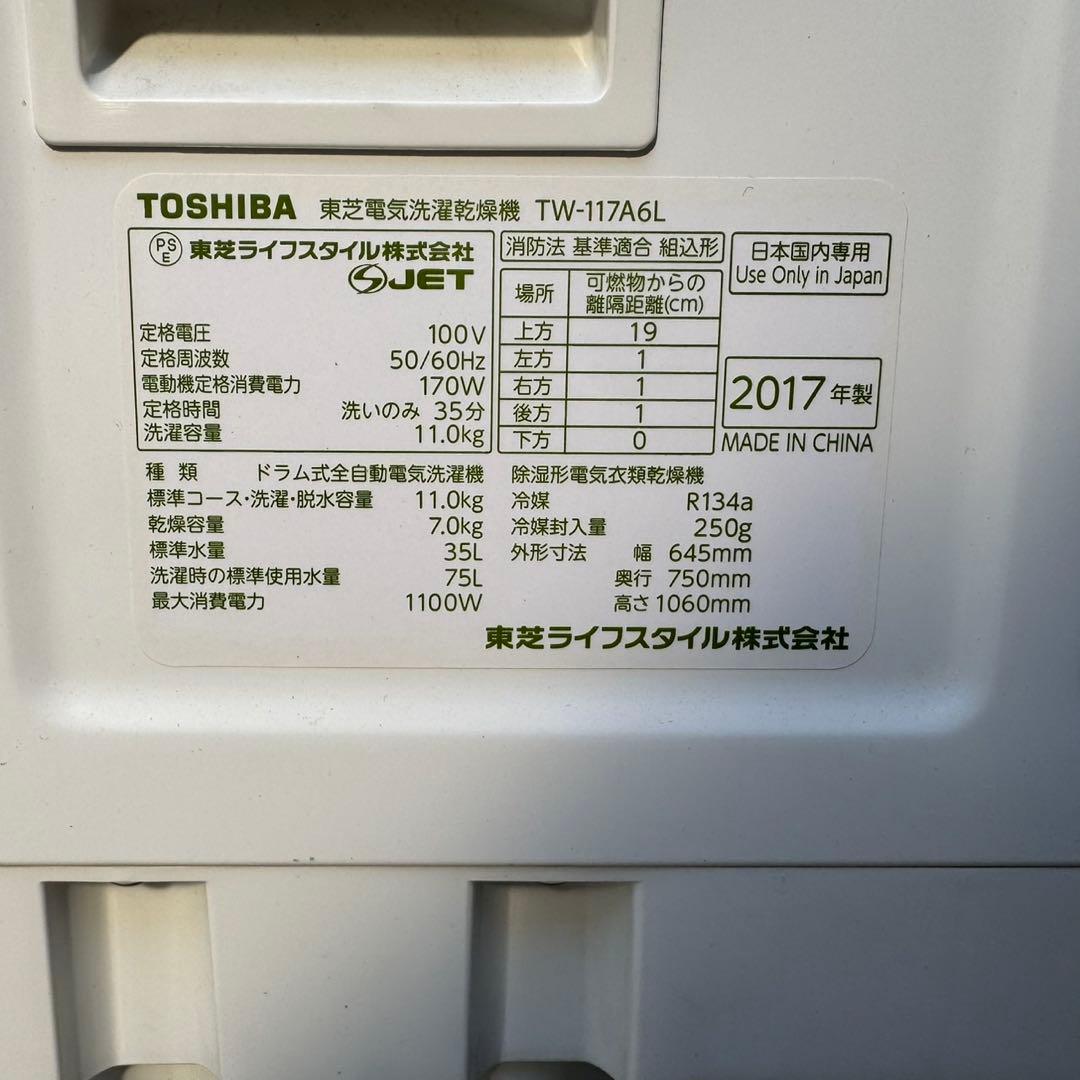 TOSHIBA 東芝電気洗濯乾燥機 TW-117A6L
PS
E 東芝ライフスタイル株式会社
SJET
定格電圧 100V
定格周波数 50/60Hz
電動機定格消費電力 170W
定格時間 洗いのみ 35分
洗濯容量 11.0kg
消防法 基準適合 組込形
場所 可燃物からの
離隔距離(cm)
上方 19
左方 1
右方 1
後方 1
下方 0
日本国内専用
Use Only in Japan
2017年製
MADE IN CHINA
種類 ドラム式全自動電気洗濯機
標準コース・洗濯・脱水容量 11.0kg
乾燥容量 7.0kg
標準水量 35L
洗濯時の標準使用水量 75L
最大消費電力 1100W
除湿形電気衣類乾燥機
冷媒 R134a
冷媒封入量 250g
外形寸法 幅 645mm
奥行 750mm
高さ 1060mm
東芝ライフスタイル株式会社